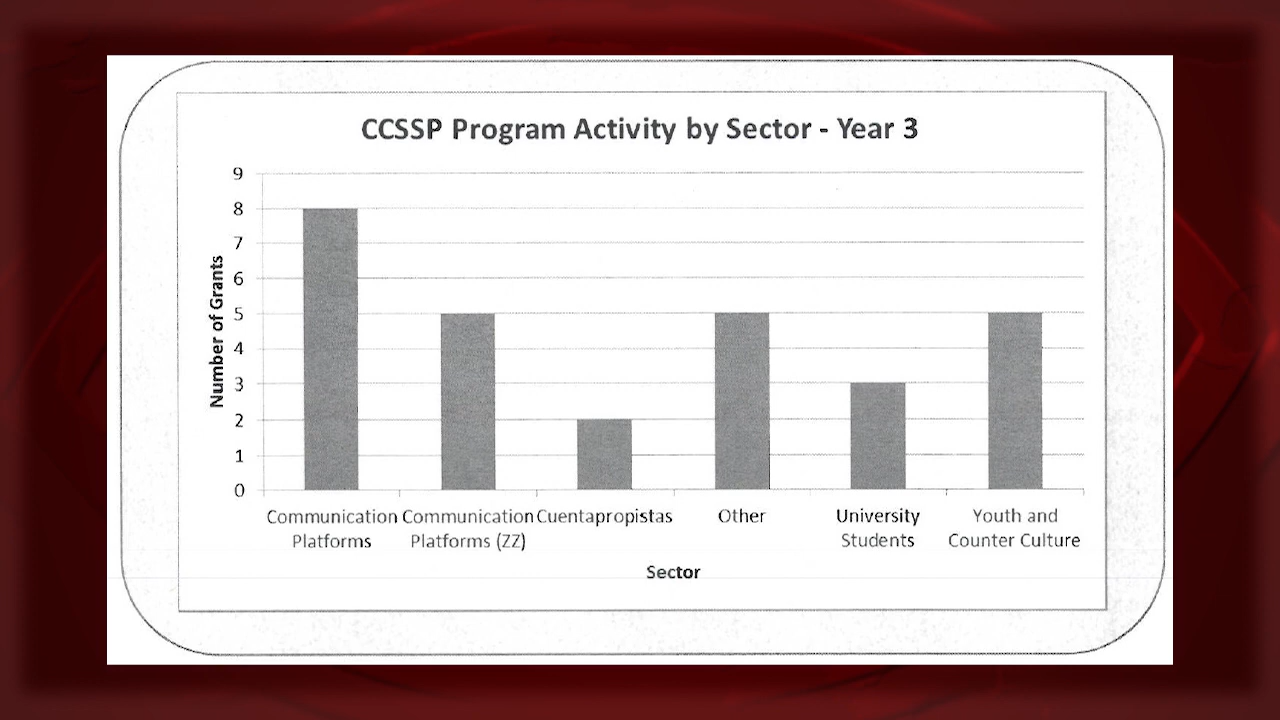 CCSSP Program Activity by Sector - Year 3
9
8
7
6
5
4
3
2
1
0
Number of Grants
Communication Platforms
Communication Platforms (ZZ)
Cuentapropistas
Other
University Students
Youth and Counter Culture
Sector